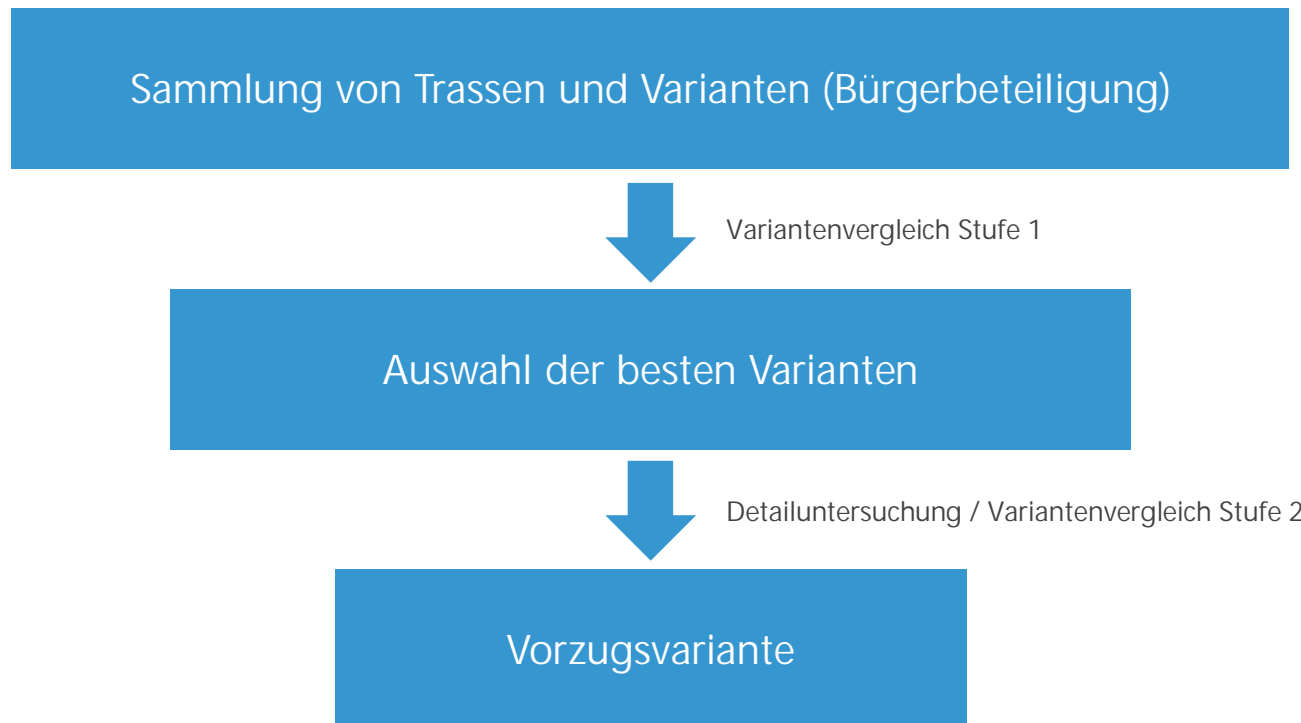 Sammlung von Trassen und Varianten (Bürgerbeteiligung)
Variantenvergleich Stufe 1
Auswahl der besten Varianten
Detailuntersuchung / Variantenvergleich Stufe 2
Vorzugsvariante